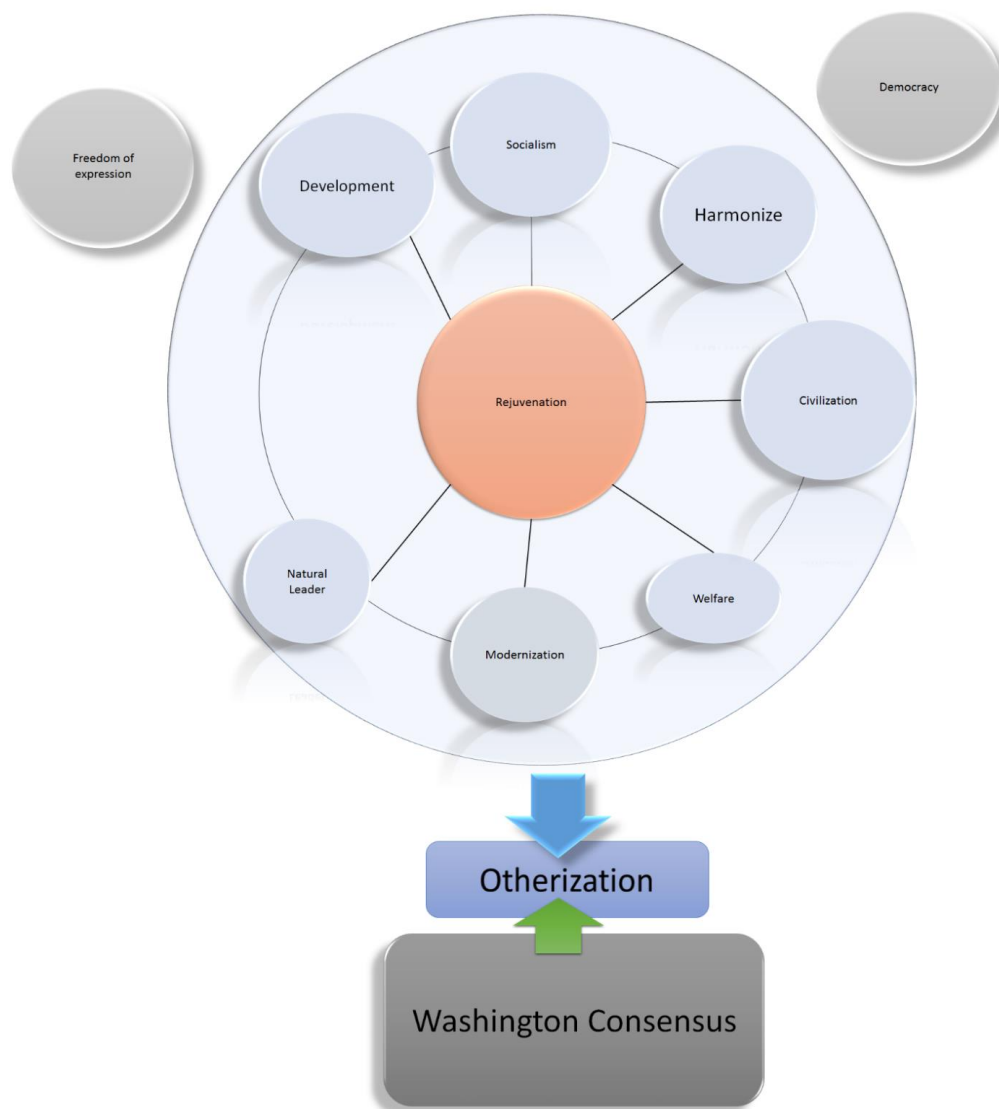 Democracy
Freedom of
expression
Socialism
Development
Harmonize
Rejuvenation
Civilization
Natural
Leader
Welfare
Modernization
Otherization
Washington Consensus